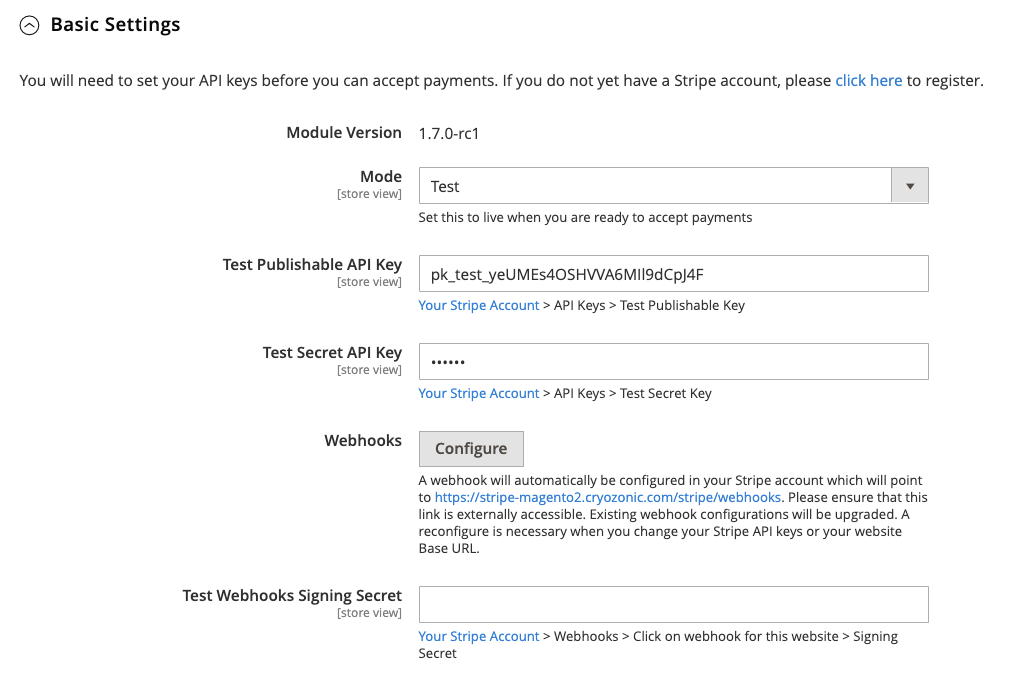 Basic Settings
You will need to set your API keys before you can accept payments. If you do not yet have a Stripe account, please click here to register.
Module Version 1.7.0-rc1
Mode
[store view]
Test
Set this to live when you are ready to accept payments
Test Publishable API Key
[store view]
pk_test_yeUMEs4OSHVVA6MIl9dCpJ4F
Your Stripe Account > API Keys > Test Publishable Key
Test Secret API Key
[store view]
••••••
Your Stripe Account > API Keys > Test Secret Key
Webhooks
Configure
A webhook will automatically be configured in your Stripe account which will point
to https://stripe-magento2.cryozonic.com/stripe/webhooks. Please ensure that this
link is externally accessible. Existing webhook configurations will be upgraded. A
reconfigure is necessary when you change your Stripe API keys or your website
Base URL.
Test Webhooks Signing Secret
[store view]
Your Stripe Account > Webhooks > Click on webhook for this website > Signing
Secret